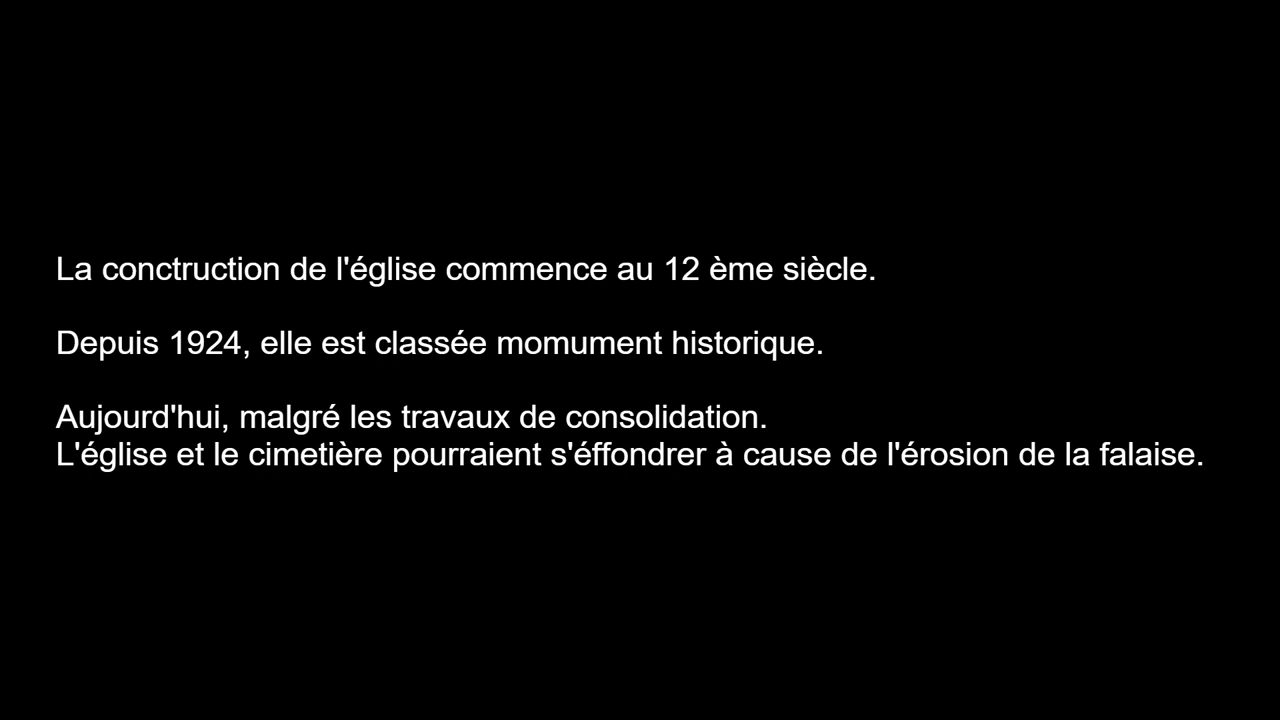 La conctruction de l'église commence au 12 ème siècle.
Depuis 1924, elle est classée momument historique.
Aujourd'hui, malgré les travaux de consolidation.
L'église et le cimetière pourraient s'éffondrer à cause de l'érosion de la falaise.